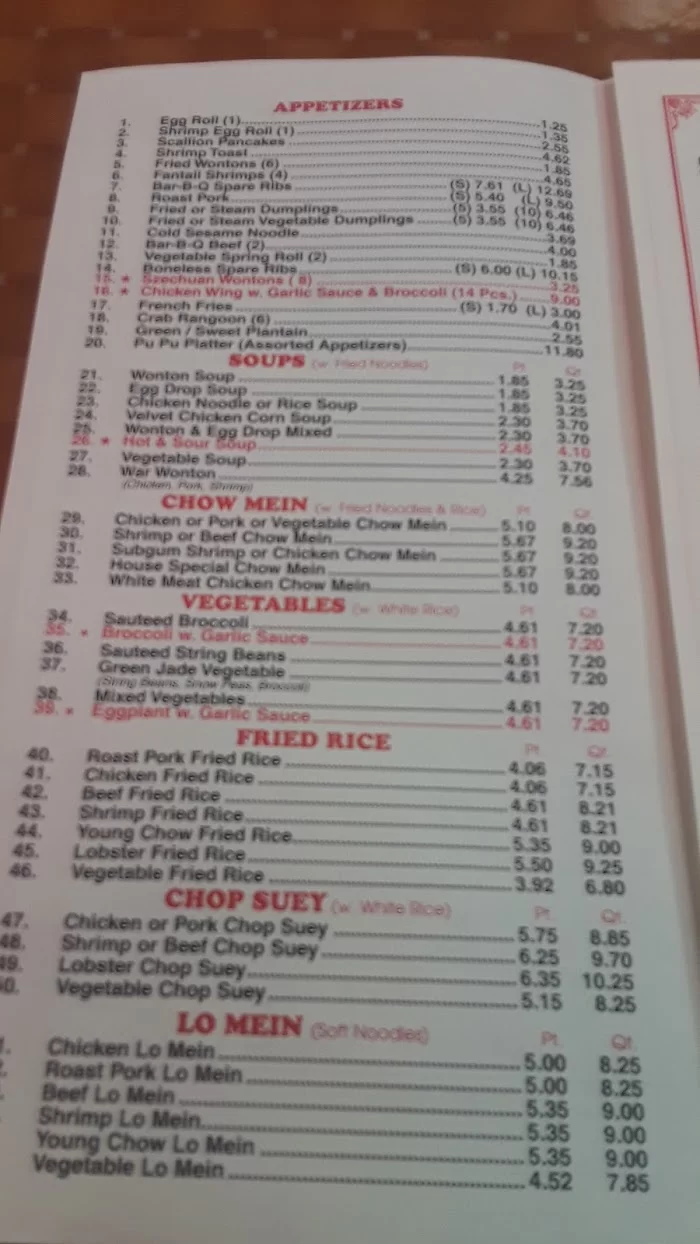 APPETIZERS
1. Egg Roll (1) 1.25
2. Shrimp Egg Roll (1) 1.35
3. Scallion Pancakes 2.55
4. Shrimp Toast 4.62
5. Fried Wontons (6) 1.85
6. Fantail Shrimps (4) 4.65
7. Bar-B-Q Spare Ribs (S) 7.61 (L) 12.69
8. Roast Pork (S) 5.40 (L) 9.50
9. Fried or Steam Dumplings (5) 3.55 (10) 6.46
10. Fried or Steam Vegetable Dumplings (5) 3.55 (10) 6.46
11. Cold Sesame Noodle 3.69
12. Bar-B-Q Beef (2) 4.00
13. Vegetable Spring Roll (2) 1.85
14. Boneless Spare Ribs (S) 6.00 (L) 10.15
15. * Szechuan Wontons ( 8) 3.25
16. * Chicken Wing w. Garlic Sauce & Broccoli (14 Pcs.) 9.00
17. French Fries (S) 1.70 (L) 3.00
18. Crab Rangoon (6) 4.01
19. Green / Sweet Plantain 2.55
20. Pu Pu Platter (Assorted Appetizers) 11.80
SOUPS (w. Fried Noodles) Pt. Qt.
21. Wonton Soup 1.85 3.25
22. Egg Drop Soup 1.85 3.25
23. Chicken Noodle or Rice Soup 1.85 3.25
24. Velvet Chicken Corn Soup 2.30 3.70
25. Wonton & Egg Drop Mixed 2.30 3.70
26. * Hot & Sour Soup 2.45 4.10
27. Vegetable Soup 2.30 3.70
28. War Wonton 4.25 7.56
(Chicken, Pork, Shrimp)
CHOW MEIN (w. Fried Noodles & Rice) Pt. Qt.
29. Chicken or Pork or Vegetable Chow Mein 5.10 8.00
30. Shrimp or Beef Chow Mein 5.67 9.20
31. Subgum Shrimp or Chicken Chow Mein 5.67 9.20
32. House Special Chow Mein 5.67 9.20
33. White Meat Chicken Chow Mein 5.10 8.00
VEGETABLES (w. White Rice) Pt. Qt.
34. Sauteed Broccoli 4.61 7.20
35. * Broccoli w. Garlic Sauce 4.61 7.20
36. Sauteed String Beans 4.61 7.20
37. Green Jade Vegetable 4.61 7.20
(String Beans, Snow Peas, Broccoli)
38. Mixed Vegetables 4.61 7.20
39. * Eggplant w. Garlic Sauce 4.61 7.20
FRIED RICE Pt. Qt.
40. Roast Pork Fried Rice 4.06 7.15
41. Chicken Fried Rice 4.06 7.15
42. Beef Fried Rice 4.61 8.21
43. Shrimp Fried Rice 4.61 8.21
44. Young Chow Fried Rice 5.35 9.00
45. Lobster Fried Rice 5.50 9.25
46. Vegetable Fried Rice 3.92 6.80
CHOP SUEY (w. White Rice) Pt. Qt.
47. Chicken or Pork Chop Suey 5.75 8.85
48. Shrimp or Beef Chop Suey 6.25 9.70
49. Lobster Chop Suey 6.35 10.25
50. Vegetable Chop Suey 5.15 8.25
LO MEIN (Soft Noodles) Pt. Qt.
Chicken Lo Mein 5.00 8.25
Roast Pork Lo Mein 5.00 8.25
Beef Lo Mein 5.35 9.00
Shrimp Lo Mein 5.35 9.00
Young Chow Lo Mein 5.35 9.00
Vegetable Lo Mein 4.52 7.85